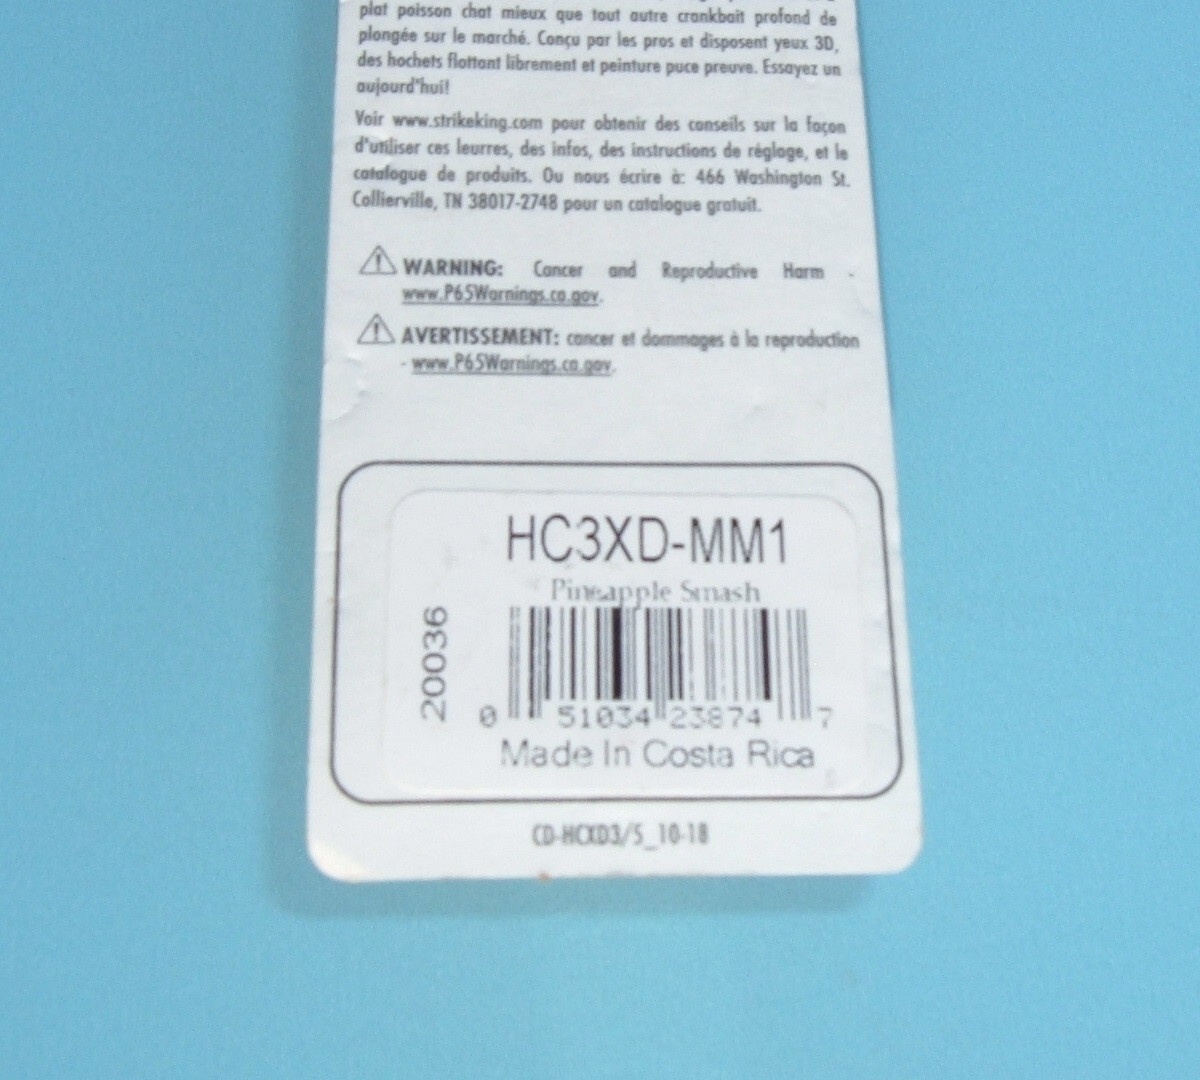 plat poisson chat mieux que tout autre crankbait profond de
plongée sur le marché. Conçu par les pros et disposent yeux 3D,
des hochets flottant librement et peinture puce preuve. Essayez un
aujourd'hui!
Voir www.strikeking.com pour obtenir des conseils sur la façon
d'utiliser ces leurres, des infos, des instructions de réglage, et le
catalogue de produits. Ou nous écrire à: 466 Washington St.
Collierville, TN 38017-2748 pour un catalogue gratuit.
WARNING: Cancer and Reproductive Harm -
www.P65Warnings.ca.gov.
AVERTISSEMENT: cancer et dommages à la reproduction
- www.P65Warnings.ca.gov.
HC3XD-MM1
Pineapple Smash
20036
0 51034 23874 7
Made In Costa Rica
CD-HCXD3/5_10-18